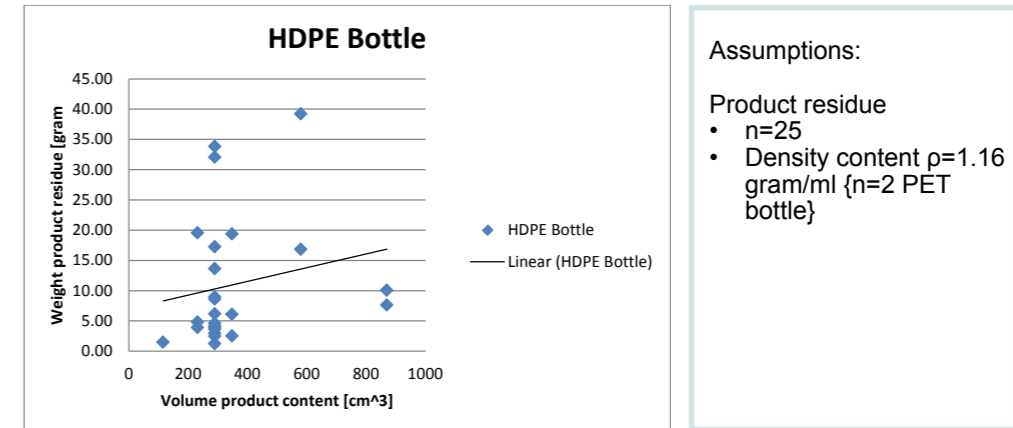 HDPE Bottle
45.00
40.00
35.00
30.00
25.00
20.00
15.00
10.00
5.00
0.00
Weight product residue [gram
0 200 400 600 800 1000
Volume product content [cm^3]
HDPE Bottle
Linear (HDPE Bottle)
Assumptions:
Product residue
• n=25
• Density content ρ=1.16
gram/ml {n=2 PET
bottle}